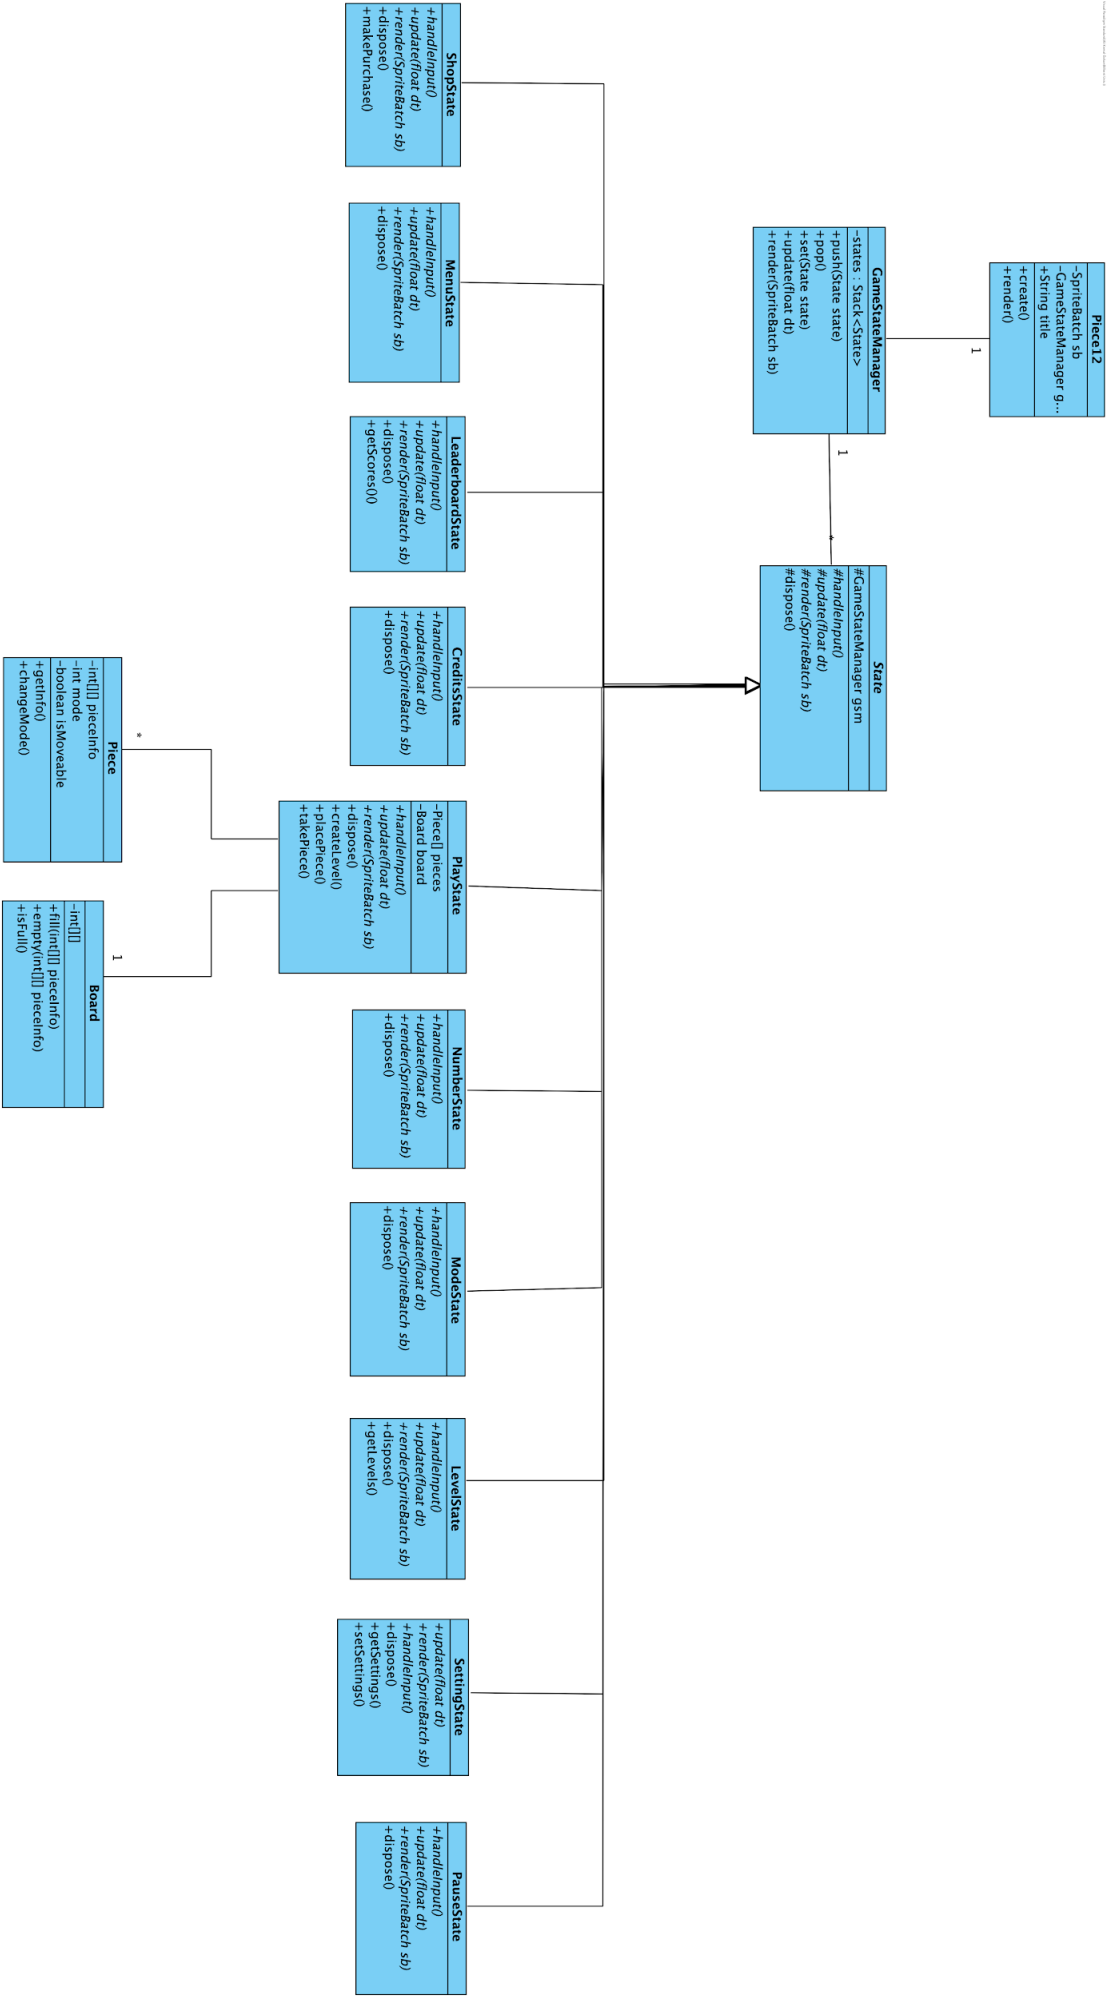 Piece12
-SpriteBatch sb
-GameStateManager g...
+String title
+create()
+render()
1
GameStateManager
-states : Stack<State>
+push(State state)
+pop()
+set(State state)
+update(float dt)
+render(SpriteBatch sb)
1
*
State
#GameStateManager gsm
#handleInput()
#update(float dt)
#render(SpriteBatch sb)
#dispose()
ShopState
+handleInput()
+update(float dt)
+render(SpriteBatch sb)
+dispose()
+makePurchase()
MenuState
+handleInput()
+update(float dt)
+render(SpriteBatch sb)
+dispose()
LeaderboardState
+handleInput()
+update(float dt)
+render(SpriteBatch sb)
+dispose()
+getScores()()
CreditsState
+handleInput()
+update(float dt)
+render(SpriteBatch sb)
+dispose()
PlayState
-Piece[] pieces
-Board board
+handleInput()
+update(float dt)
+render(SpriteBatch sb)
+dispose()
+createLevel()
+placePiece()
+takePiece()
NumberState
+handleInput()
+update(float dt)
+render(SpriteBatch sb)
+dispose()
ModeState
+handleInput()
+update(float dt)
+render(SpriteBatch sb)
+dispose()
LevelState
+handleInput()
+update(float dt)
+render(SpriteBatch sb)
+dispose()
+getLevels()
SettingState
+update(float dt)
+render(SpriteBatch sb)
+handleInput()
+dispose()
+getSettings()
+setSettings()
PauseState
+handleInput()
+update(float dt)
+render(SpriteBatch sb)
+dispose()
*
1
Piece
-int[][] pieceInfo
-int mode
-boolean isMoveable
+getInfo()
+changeMode()
Board
-int[][]
+fill(int[][] pieceInfo)
+empty(int[][] pieceInfo)
+isFull()